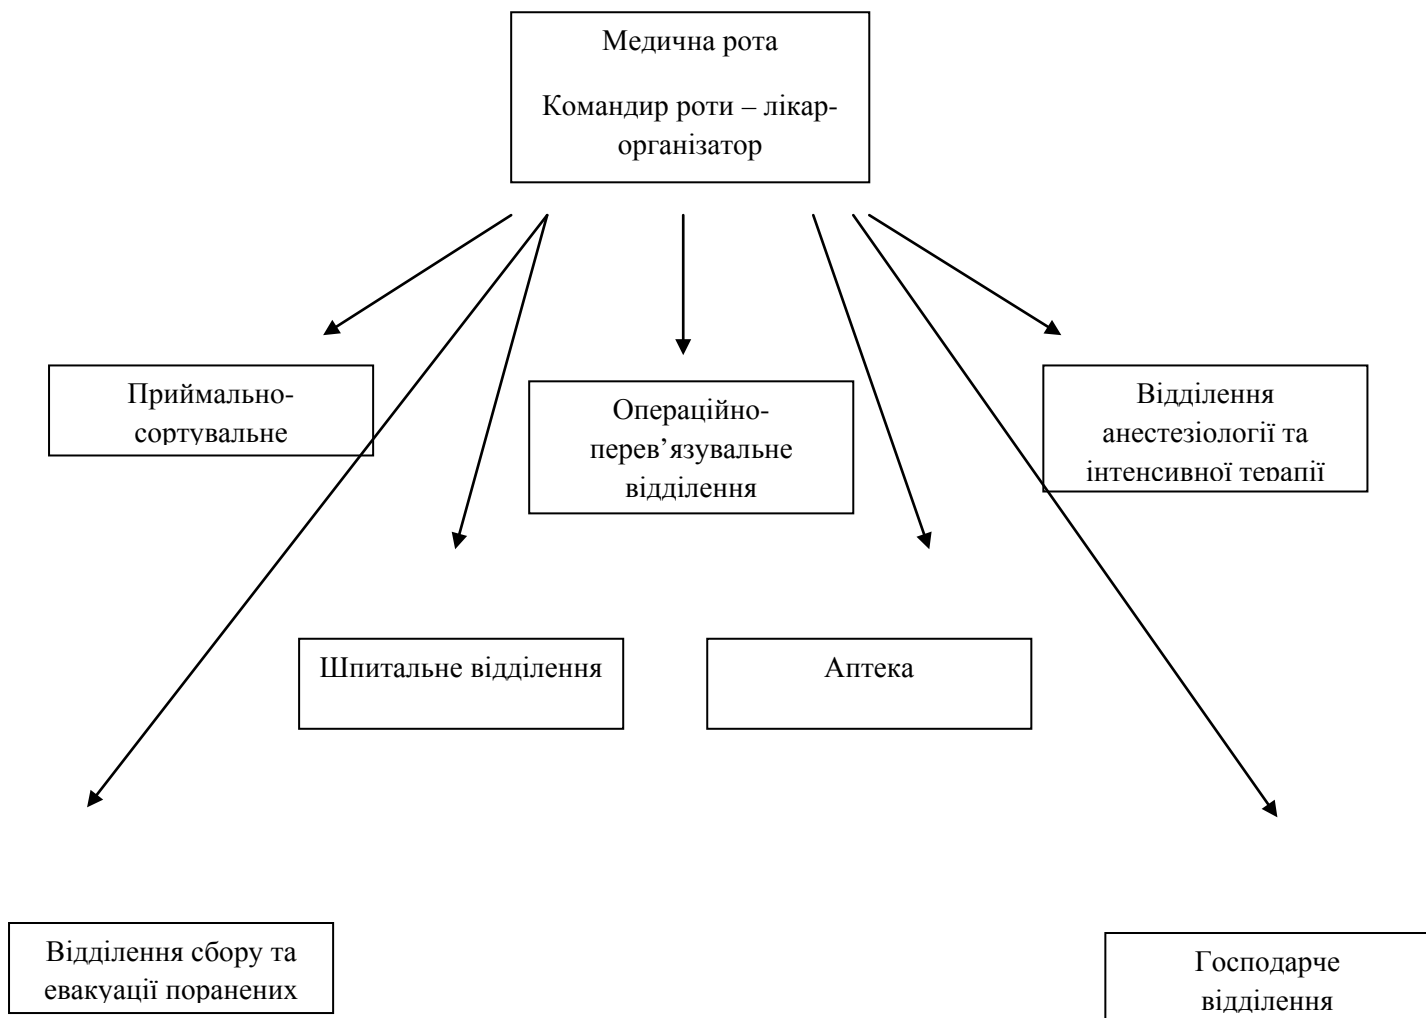 Медична рота
Командир роти – лікар-
організатор
Приймально-
сортувальне
Операційно-
перев’язувальне
відділення
Відділення
анестезіології та
інтенсивної терапії
Шпитальне відділення
Аптека
Відділення сбору та
евакуації поранених
Господарче
відділення